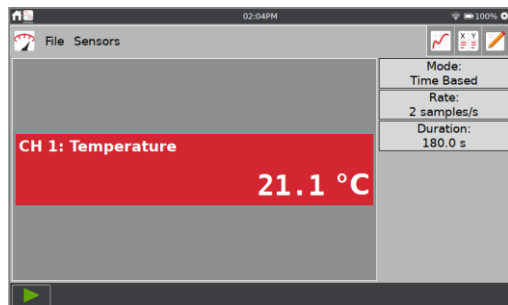 02:04PM
100%
File Sensors
X Y
Mode:
Time Based
Rate:
2 samples/s
Duration:
180.0 s
CH 1: Temperature
21.1 °C